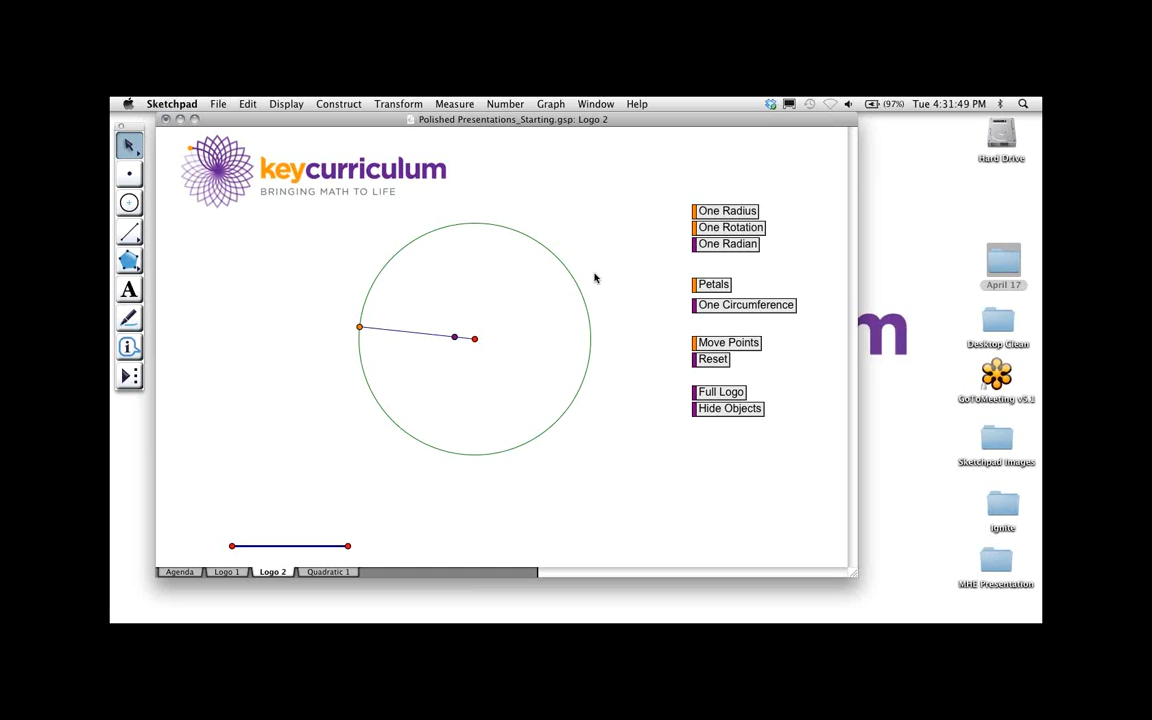 Sketchpad File Edit Display Construct Transform Measure Number Graph Window Help (97%) Tue 4:31:49 PM
Polished Presentations_Starting.gsp: Logo 2
keycurriculum
BRINGING MATH TO LIFE
One Radius
One Rotation
One Radian
Petals
One Circumference
Move Points
Reset
Full Logo
Hide Objects
A
Agenda Logo 1 Logo 2 Quadratic 1
m
Hard Drive
April 17
Desktop Clean
GoToMeeting v5.1
Sketchpad Images
Ignite
MHE Presentation